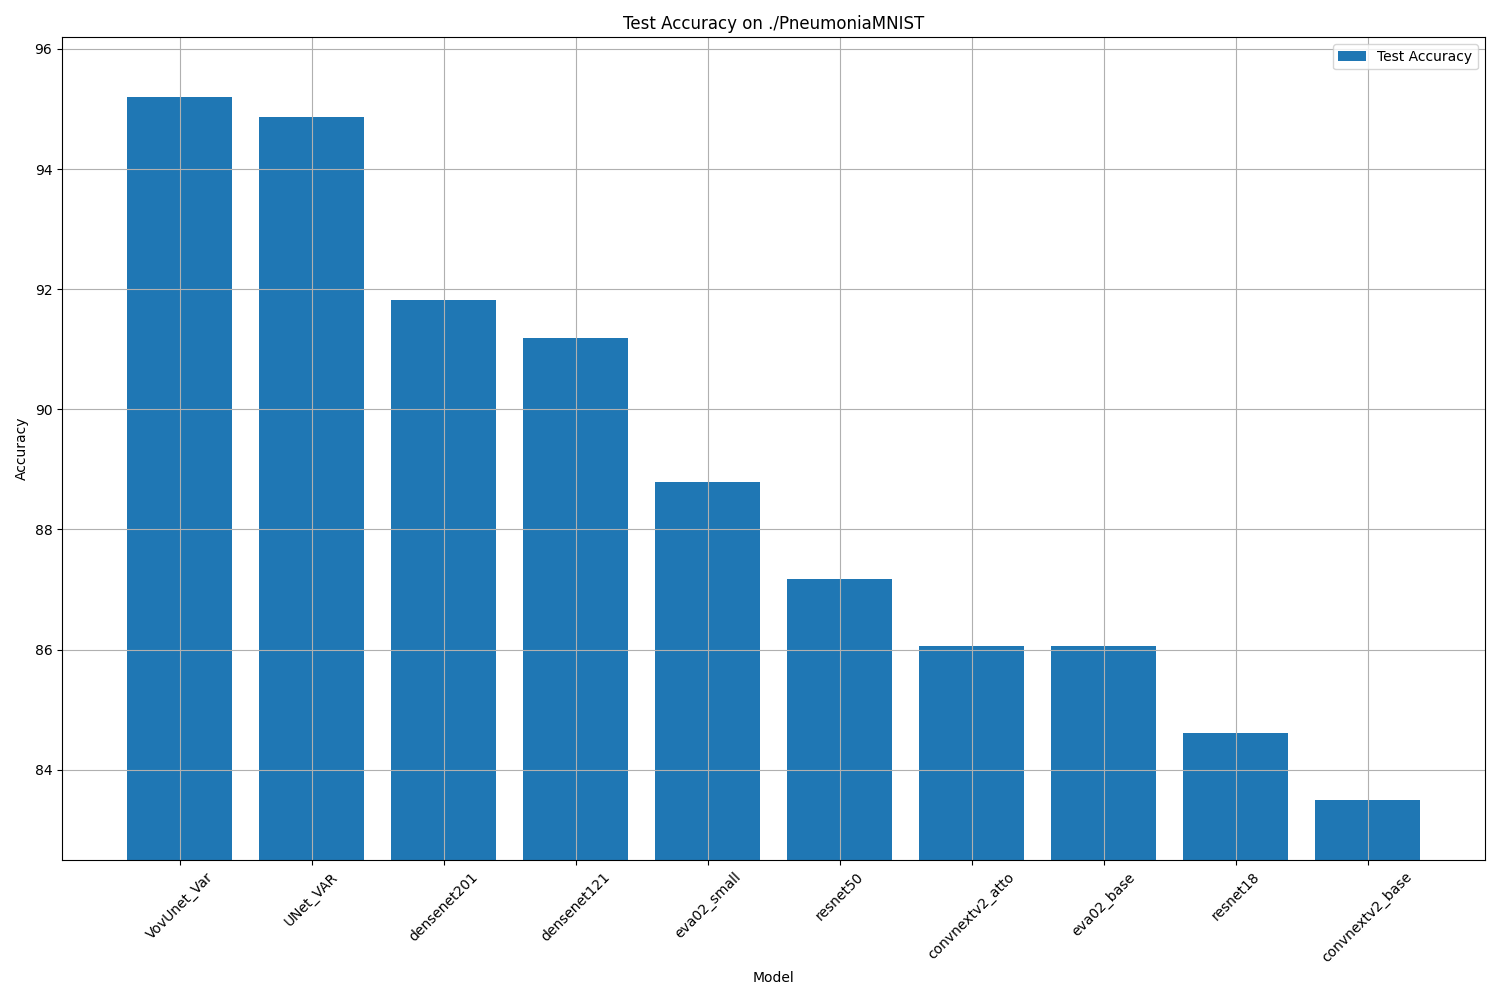 Test Accuracy on ./PneumoniaMNIST
Test Accuracy
96
94
92
90
88
86
84
Accuracy
VovUnet_Var
UNet_VAR
densenet201
densenet121
eva02_small
resnet50
convnextv2_atto
eva02_base
resnet18
convnextv2_base
Model